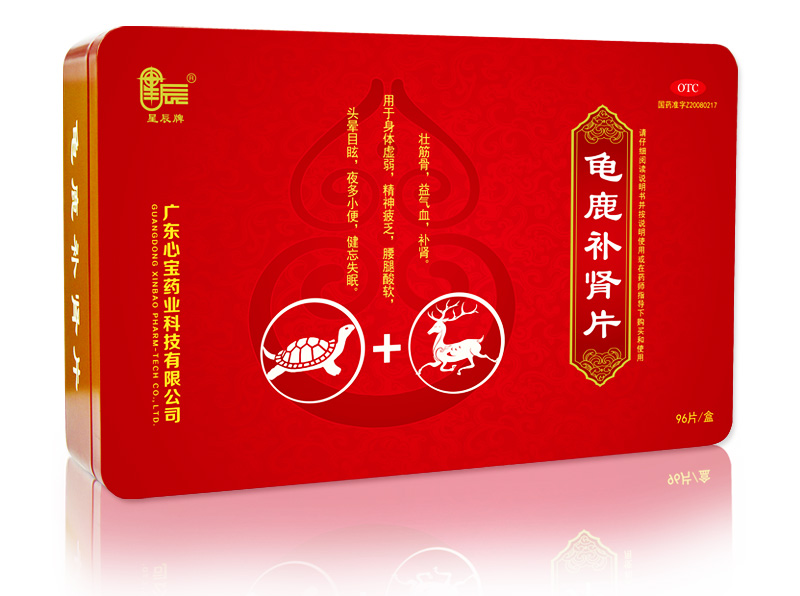 星辰牌
R
OTC
国药准字Z20080217
龟鹿补肾片
请仔细阅读说明书并按说明使用或在药师指导下购买和使用
壮筋骨，益气血，补肾。
用于身体虚弱，精神疲乏，腰腿酸软，
头晕目眩，夜多小便，健忘失眠。
+
广东心宝药业科技有限公司
GUANGDONG XINBAO PHARM-TECH CO.,LTD.
96片/盒
龟鹿补肾片